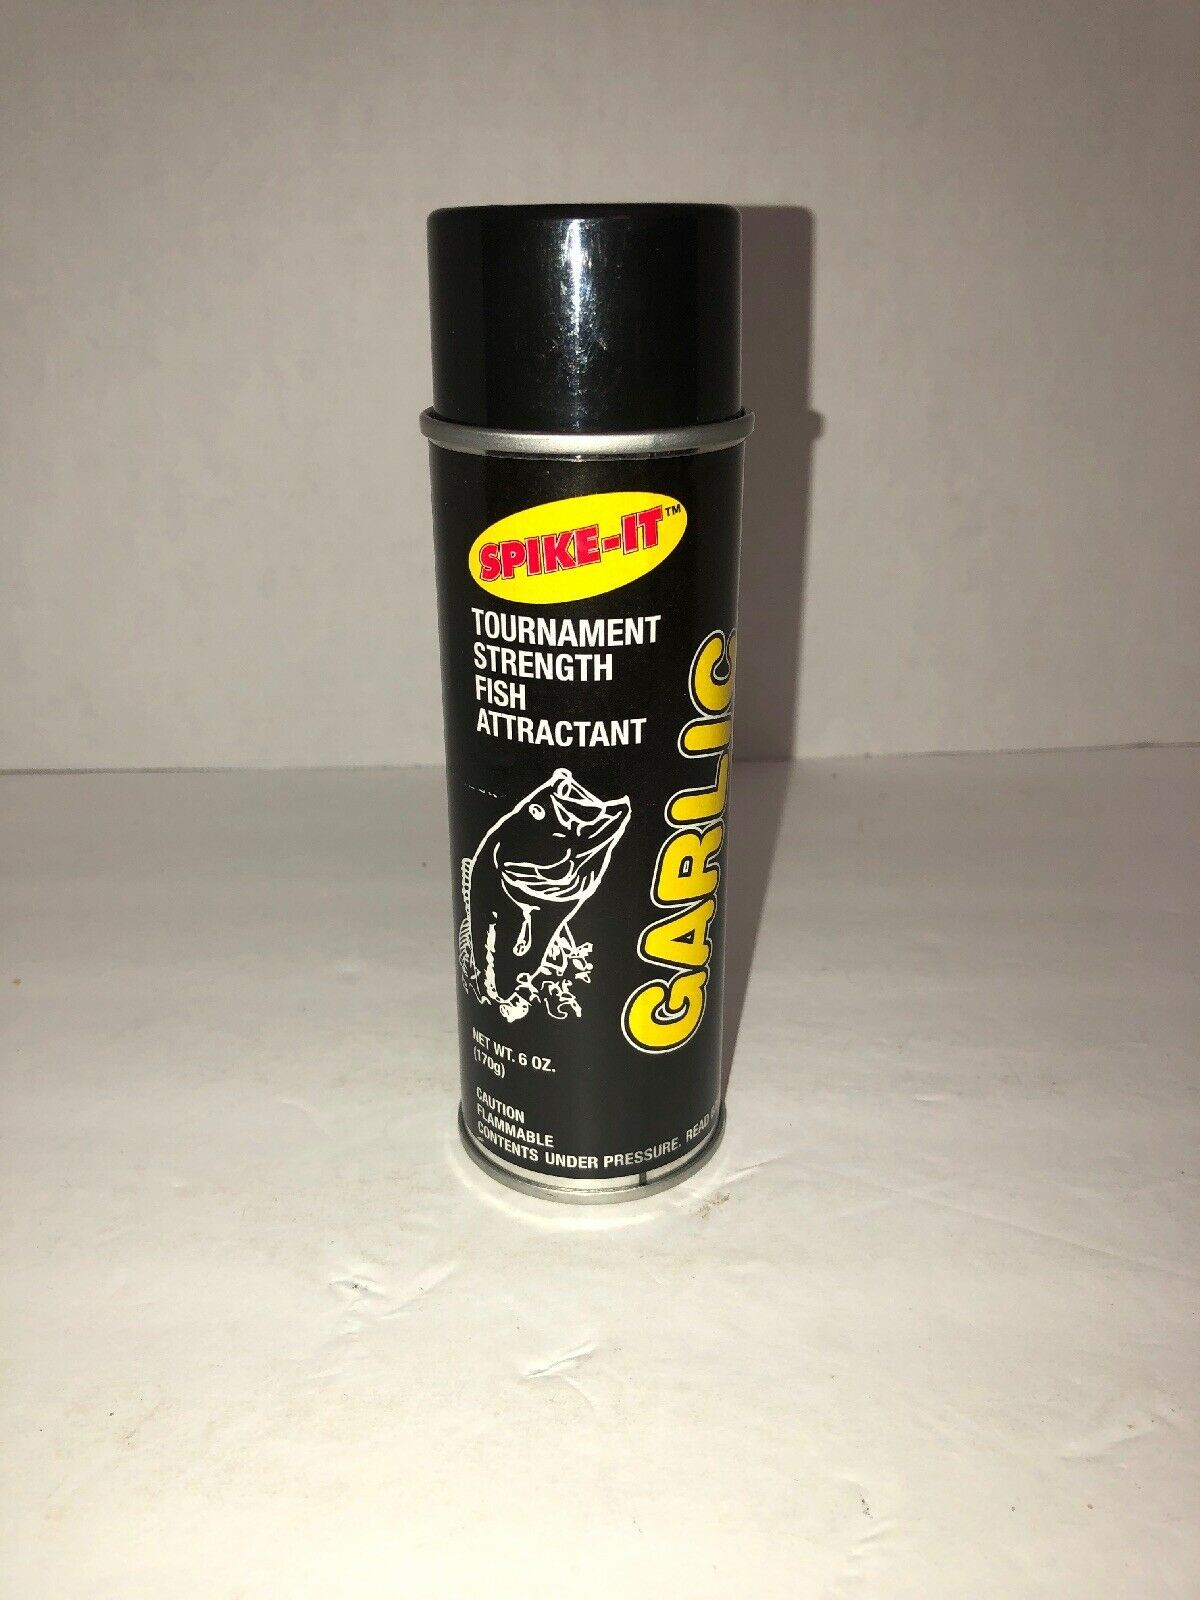 SPIKE-IT™
TOURNAMENT
STRENGTH
FISH
ATTRACTANT
GARLIC
NET WT. 6 OZ.
(170g)
CAUTION
FLAMMABLE
CONTENTS UNDER PRESSURE. READ